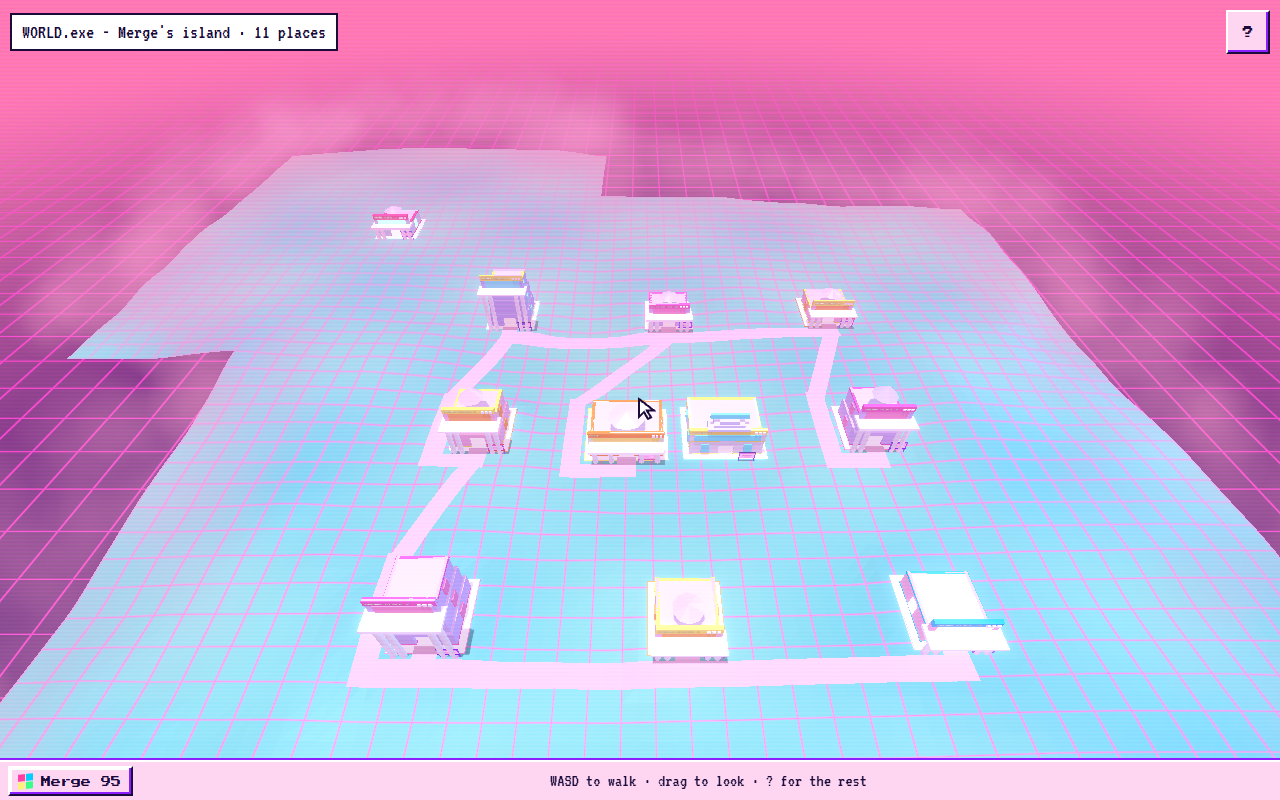 WORLD.exe - Merge's island · 11 places
?
Merge 95
WASD to walk · drag to look · ? for the rest